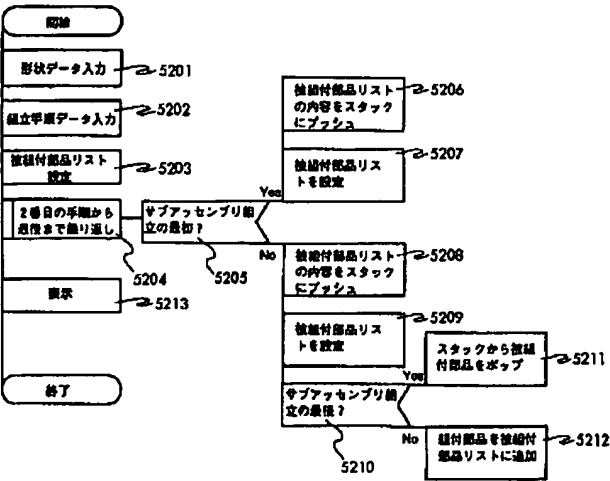 開始
形状データ入力
5201
組立手順データ入力
5202
被組付部品リスト
設定
5203
2番目の手順から
最後まで繰り返し
5204
サブアッセンブリ組
立の最初?
5205
Yes
被組付部品リスト
の内容をスタック
にプッシュ
5206
被組付部品リス
トを設定
5207
No
被組付部品リスト
の内容をスタック
にプッシュ
5208
被組付部品リス
トを設定
5209
サブアッセンブリ組
立の最後?
5210
Yes
スタックから被組
付部品をポップ
5211
No
組付部品を被組付
部品リストに追加
5212
表示
5213
終了